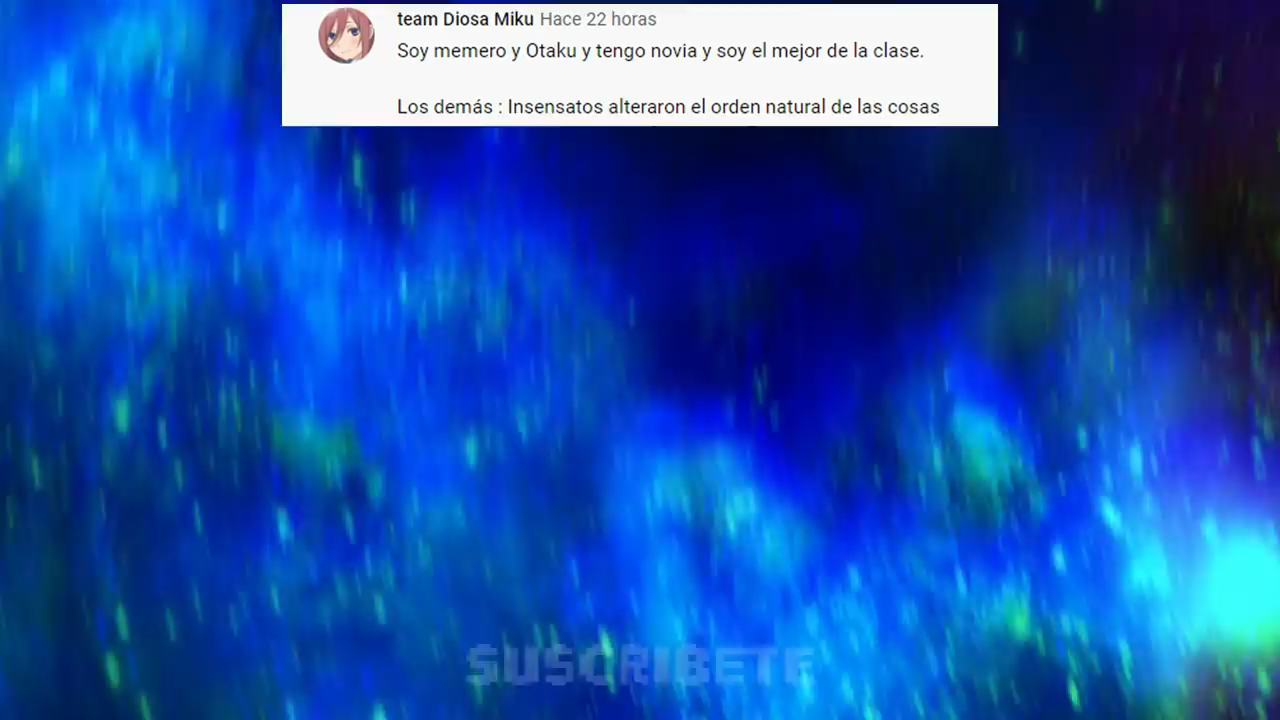 team Diosa Miku Hace 22 horas
Soy memero y Otaku y tengo novia y soy el mejor de la clase.
Los demás : Insensatos alteraron el orden natural de las cosas
SUSCRIBETE